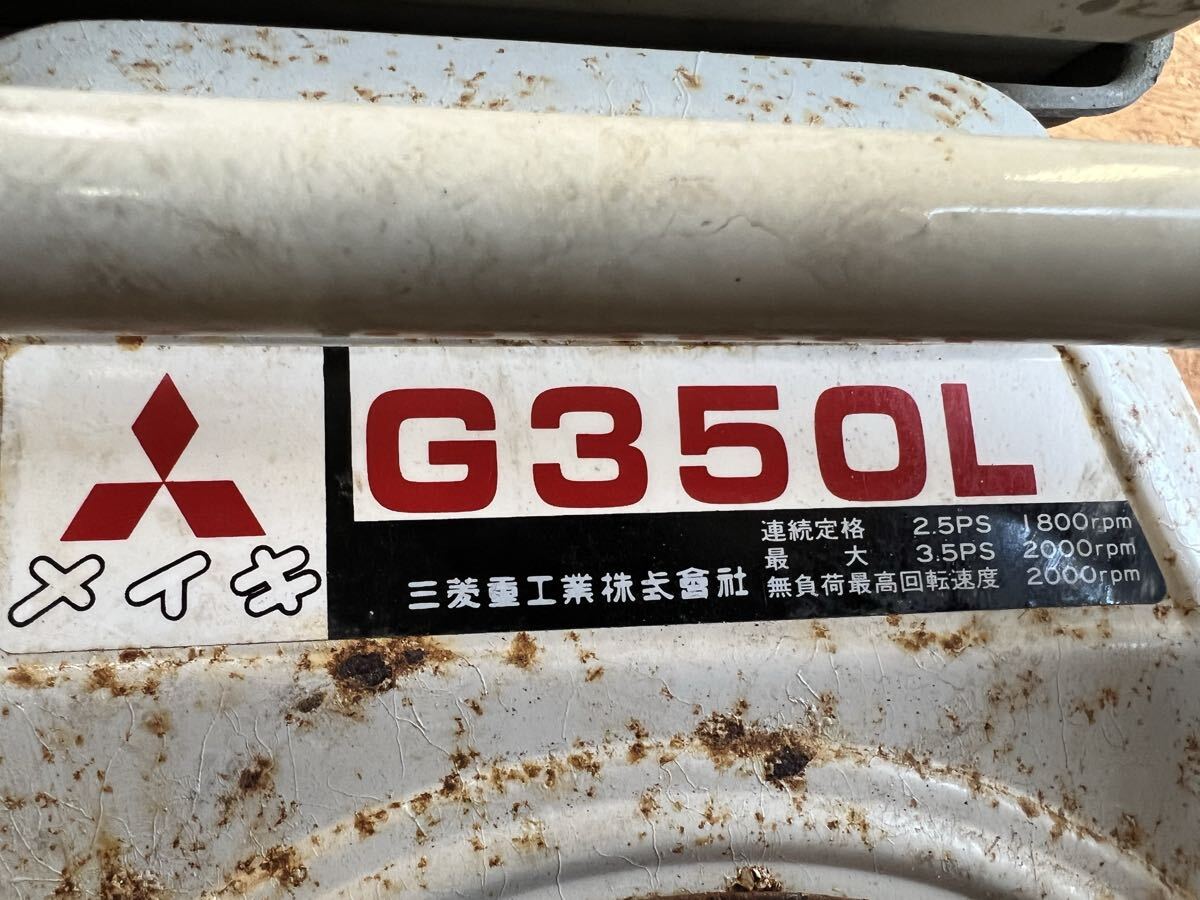 メイキ
G350L
三菱重工業株式會社
連続定格 2.5PS 1800rpm
最大 3.5PS 2000rpm
無負荷最高回転速度 2000rpm